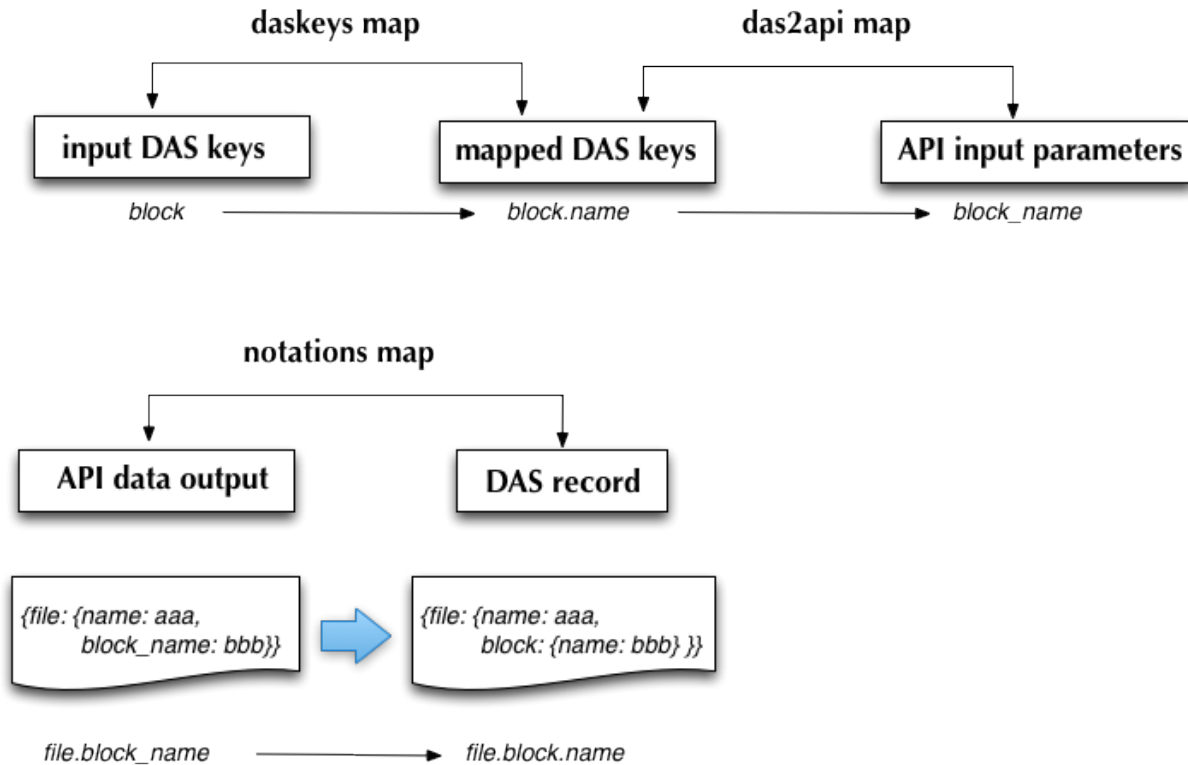 daskeys map
das2api map
input DAS keys
mapped DAS keys
API input parameters
block
block.name
block_name
notations map
API data output
DAS record
{file: {name: aaa,
block_name: bbb}}
{file: {name: aaa,
block: {name: bbb} }}
file.block_name
file.block.name